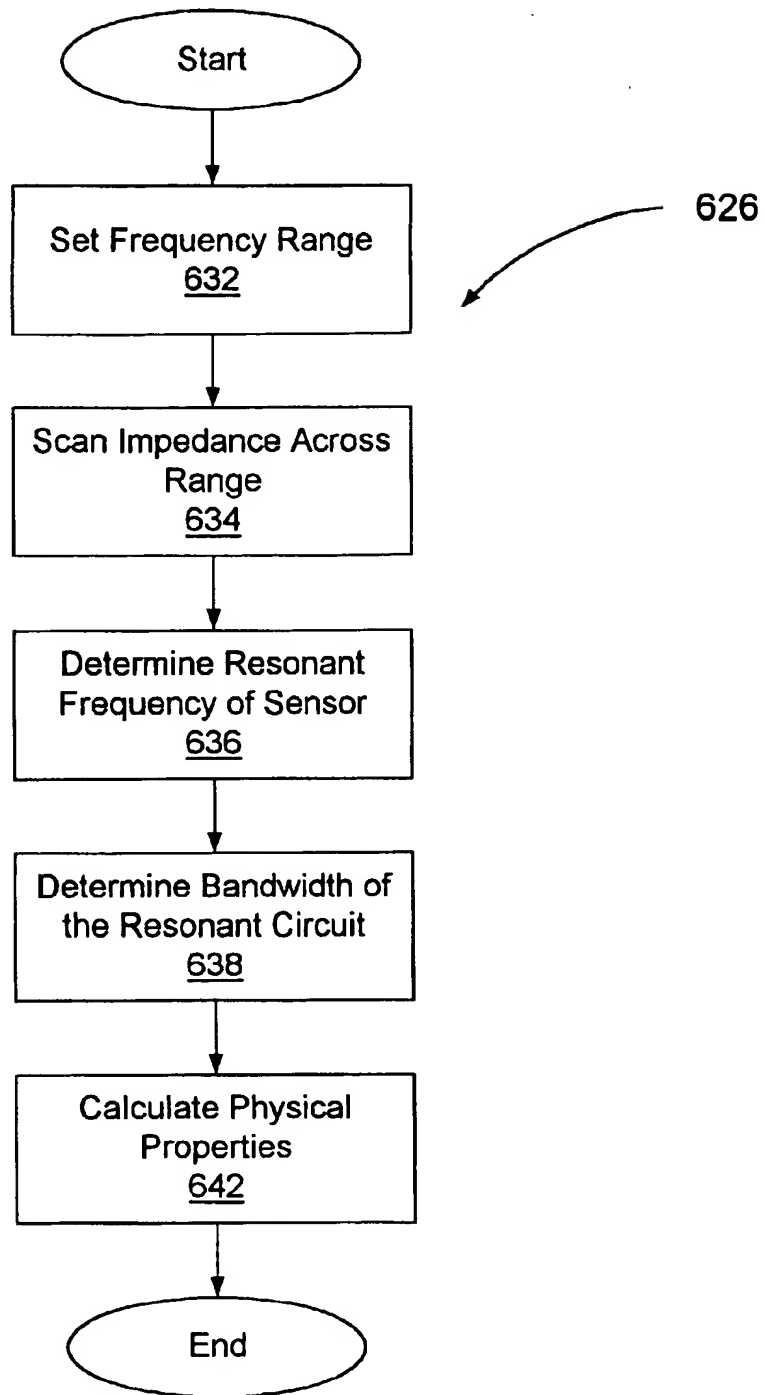 Start
626
Set Frequency Range
632
Scan Impedance Across
Range
634
Determine Resonant
Frequency of Sensor
636
Determine Bandwidth of
the Resonant Circuit
638
Calculate Physical
Properties
642
End